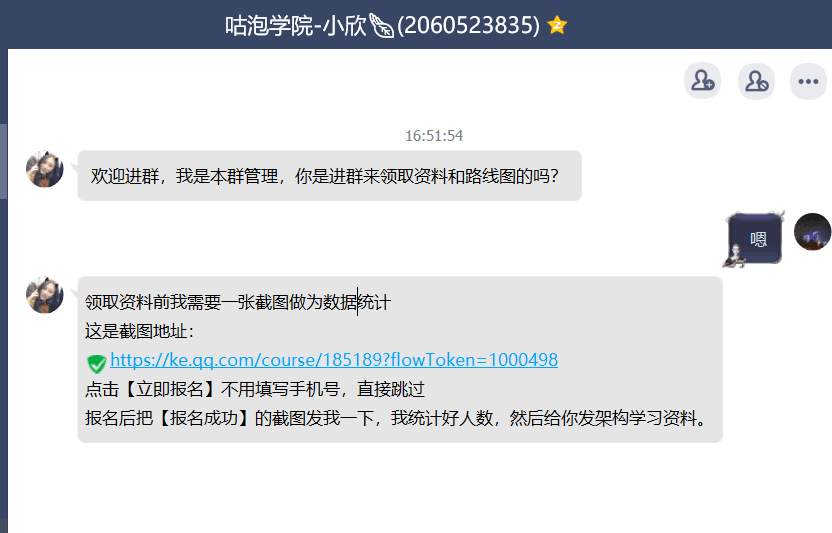 咕泡学院-小欣(2060523835)
16:51:54
欢迎进群，我是本群管理，你是进群来领取资料和路线图的吗？
嗯
领取资料前我需要一张截图做为数据统计
这是截图地址：
https://ke.qq.com/course/185189?flowToken=1000498
点击【立即报名】不用填写手机号，直接跳过
报名后把【报名成功】的截图发我一下，我统计好人数，然后给你发架构学习资料。